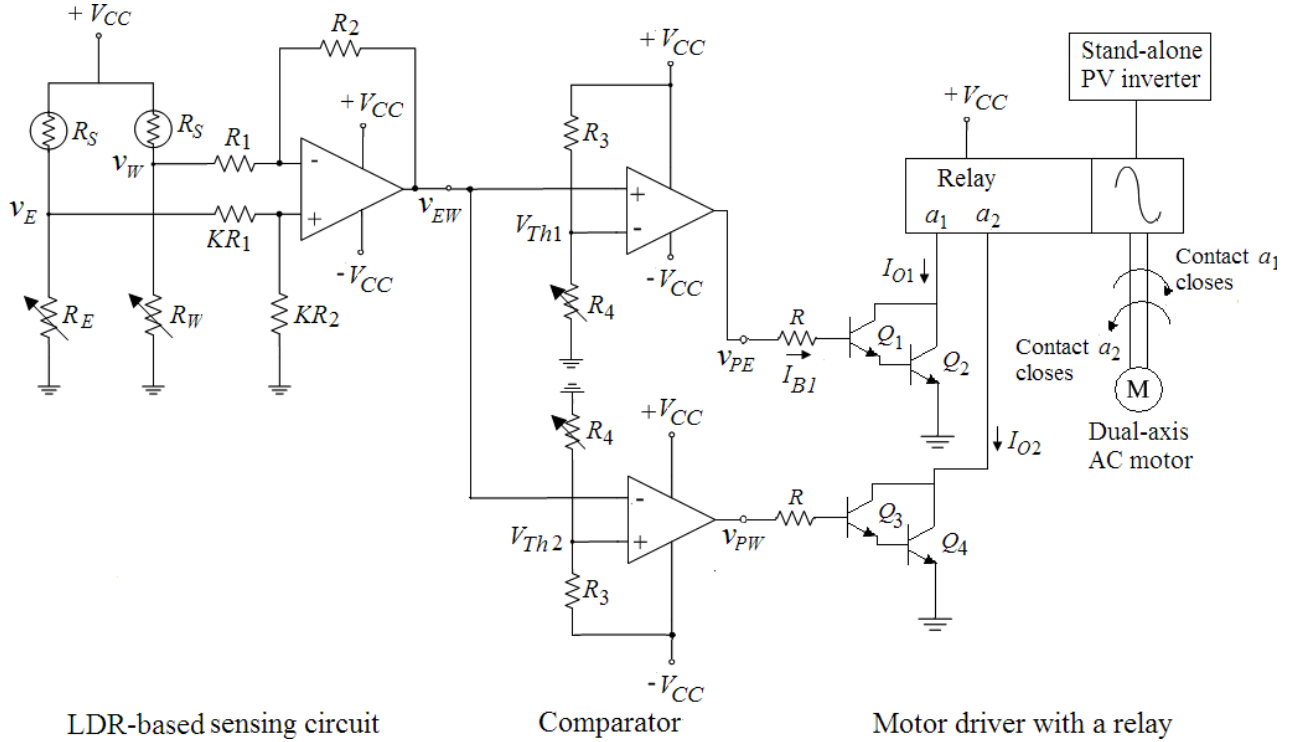 + VCC
R2
+ VCC
Stand-alone
PV inverter
+ VCC
RS
RS
R1
+ VCC
R3
vW
-
+
Relay
a1
a2
vE
KR1
vEW
VTh1
+
-
- VCC
- VCC
IO1
Contact a1
closes
RE
RW
KR2
R4
R
Q1
Q2
vPE
IB1
Contact a2
closes
M
R4
+VCC
IO2
Dual-axis
AC motor
-
+
VTh2
vPW
R
Q3
Q4
R3
- VCC
LDR-based sensing circuit
Comparator
Motor driver with a relay